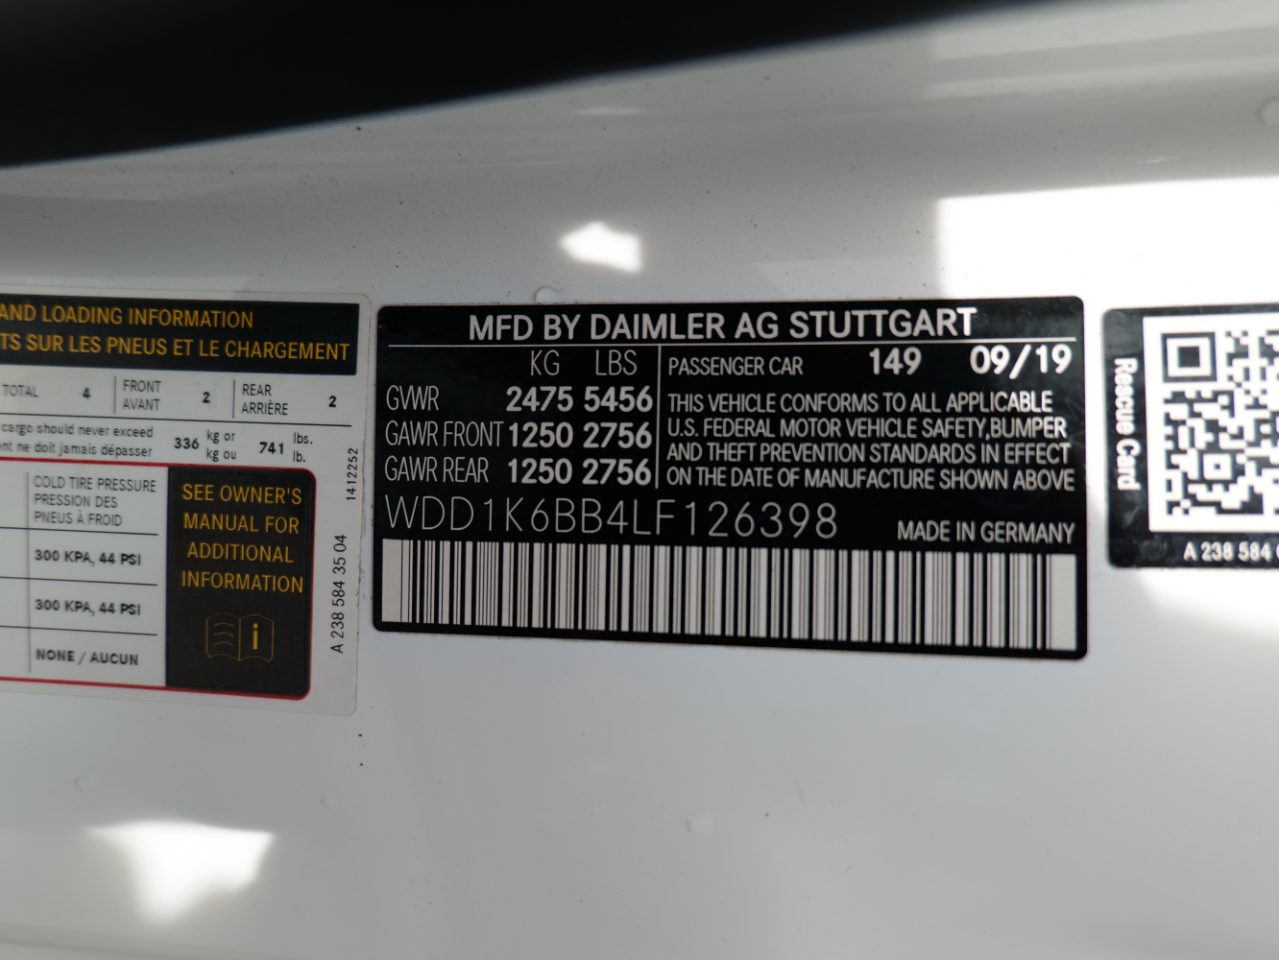 AND LOADING INFORMATION
TS SUR LES PNEUS ET LE CHARGEMENT
TOTAL 4 FRONT AVANT 2 REAR ARRIÈRE 2
cargo should never exceed
ent ne doit jamais dépasser
336 kg or kg ou 741 lbs. lb.
COLD TIRE PRESSURE
PRESSION DES
PNEUS À FROID
300 KPA, 44 PSI
300 KPA, 44 PSI
NONE / AUCUN
SEE OWNER'S
MANUAL FOR
ADDITIONAL
INFORMATION
i
1412252
A 238 584 35 04
MFD BY DAIMLER AG STUTTGART
KG LBS
GWR 2475 5456
GAWR FRONT 1250 2756
GAWR REAR 1250 2756
PASSENGER CAR 149 09/19
THIS VEHICLE CONFORMS TO ALL APPLICABLE
U.S. FEDERAL MOTOR VEHICLE SAFETY,BUMPER
AND THEFT PREVENTION STANDARDS IN EFFECT
ON THE DATE OF MANUFACTURE SHOWN ABOVE
WDD1K6BB4LF126398
MADE IN GERMANY
Rescue Card
A 238 584